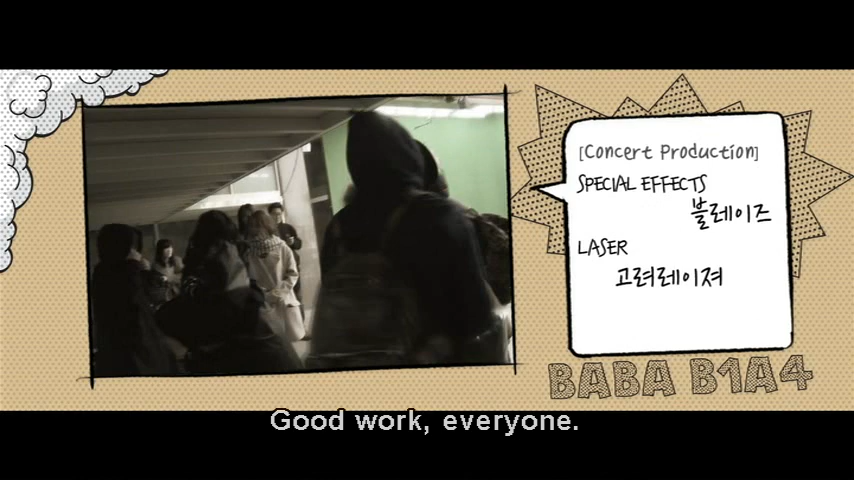 [Concert Production]
SPECIAL EFFECTS
블레이즈
LASER
고려레이져
BABA B1A4
Good work, everyone.